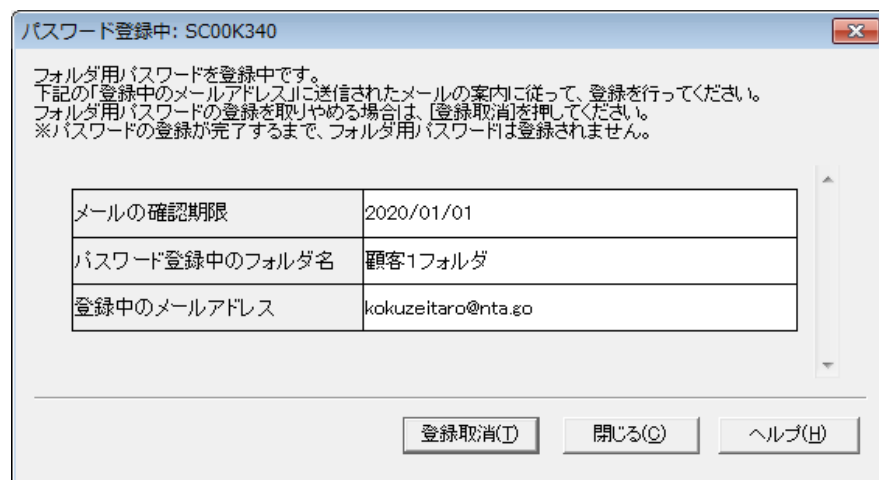 パスワード登録中: SC00K340
フォルダ用パスワードを登録中です。
下記の「登録中のメールアドレス」に送信されたメールの案内に従って、登録を行ってください。
フォルダ用パスワードの登録を取りやめる場合は、[登録取消]を押してください。
※パスワードの登録が完了するまで、フォルダ用パスワードは登録されません。
メールの確認期限 2020/01/01
パスワード登録中のフォルダ名 顧客1フォルダ
登録中のメールアドレス kokuzeitaro@nta.go
登録取消(T) 閉じる(C) ヘルプ(H)